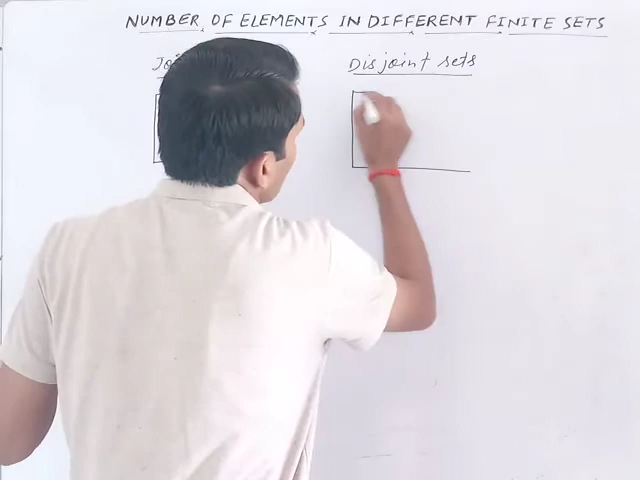 NUMBER OF ELEMENTS IN DIFFERENT FINITE SETS
Disjoint sets